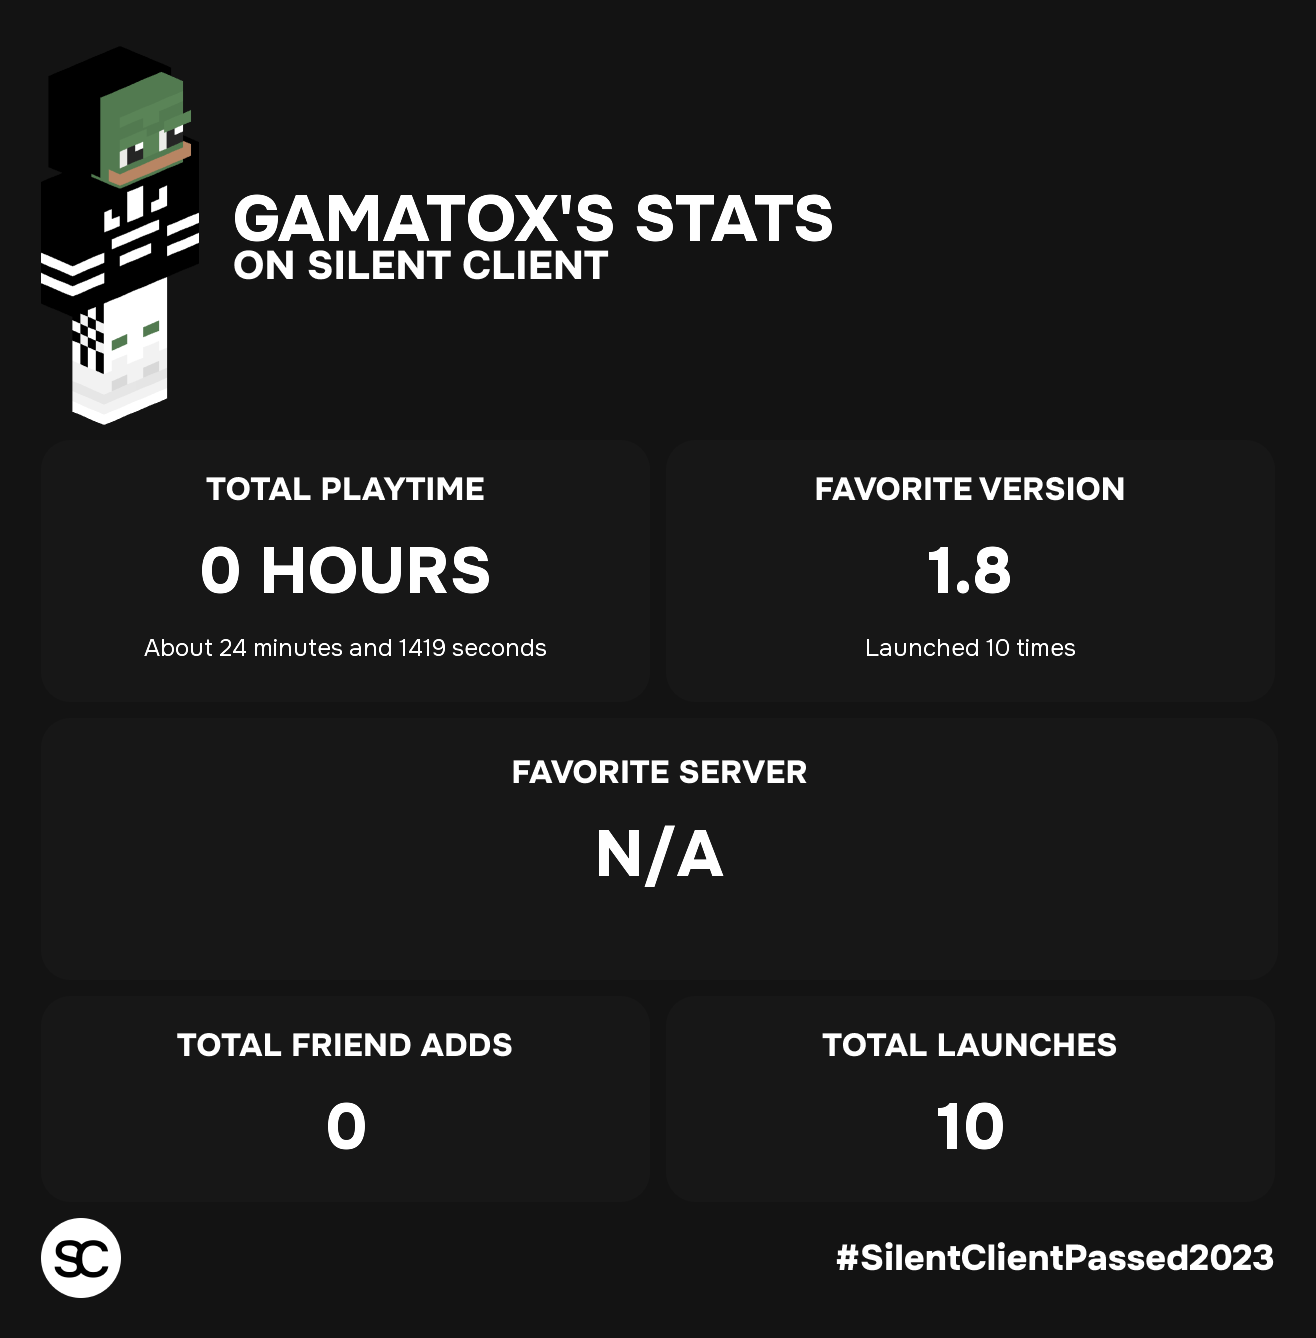 GAMATOX'S STATS
ON SILENT CLIENT
TOTAL PLAYTIME
0 HOURS
About 24 minutes and 1419 seconds
FAVORITE VERSION
1.8
Launched 10 times
FAVORITE SERVER
N/A
TOTAL FRIEND ADDS
0
TOTAL LAUNCHES
10
SC
#SilentClientPassed2023